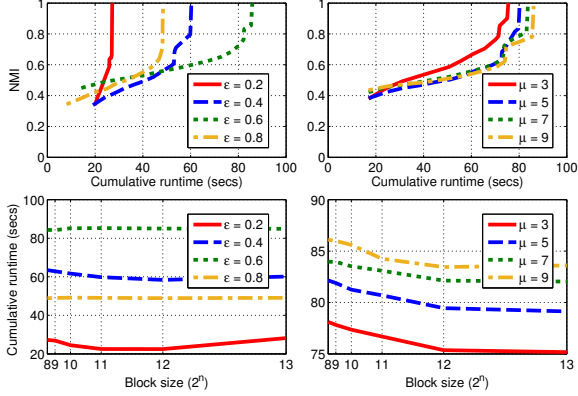 1
0.8
0.6
0.4
0.2
0
NMI
0 20 40 60 80 100
Cumulative runtime (secs)
ε = 0.2
ε = 0.4
ε = 0.6
ε = 0.8
1
0.8
0.6
0.4
0.2
0
0 20 40 60 80 100
Cumulative runtime (secs)
μ = 3
μ = 5
μ = 7
μ = 9
100
80
60
40
20
Cumulative runtime (secs)
8 9 10 11 12 13
Block size (2^n)
ε = 0.2
ε = 0.4
ε = 0.6
ε = 0.8
90
85
80
75
8 9 10 11 12 13
Block size (2^n)
μ = 3
μ = 5
μ = 7
μ = 9